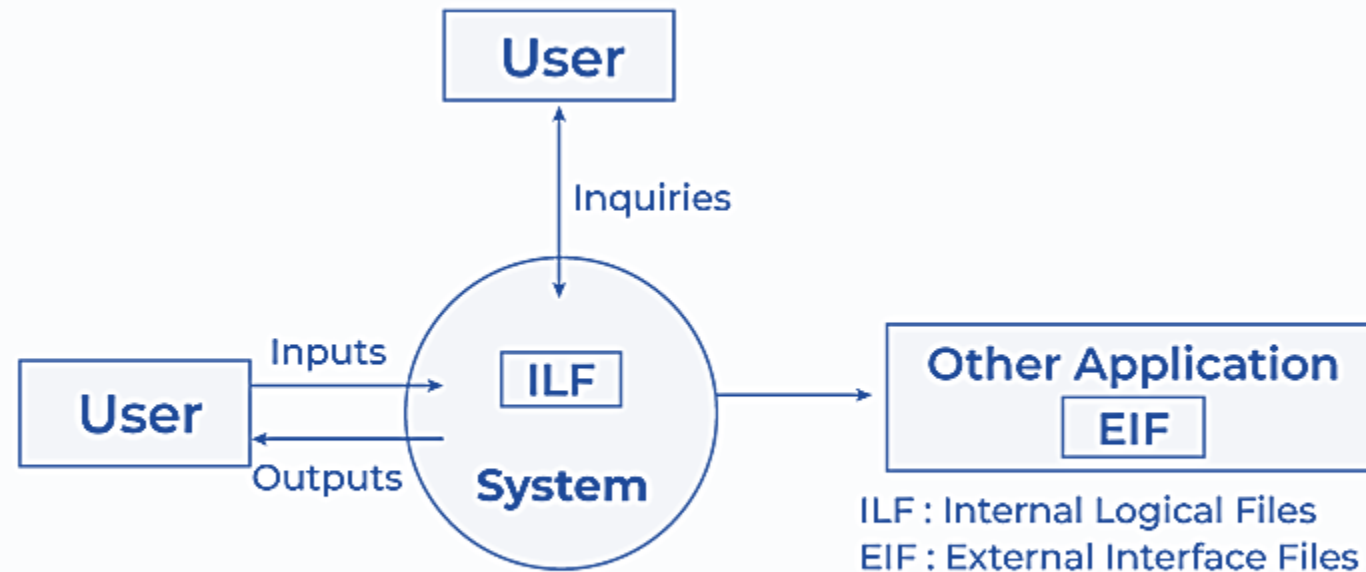 User
Inquiries
Inputs
User
Outputs
ILF
System
Other Application
EIF
ILF : Internal Logical Files
EIF : External Interface Files